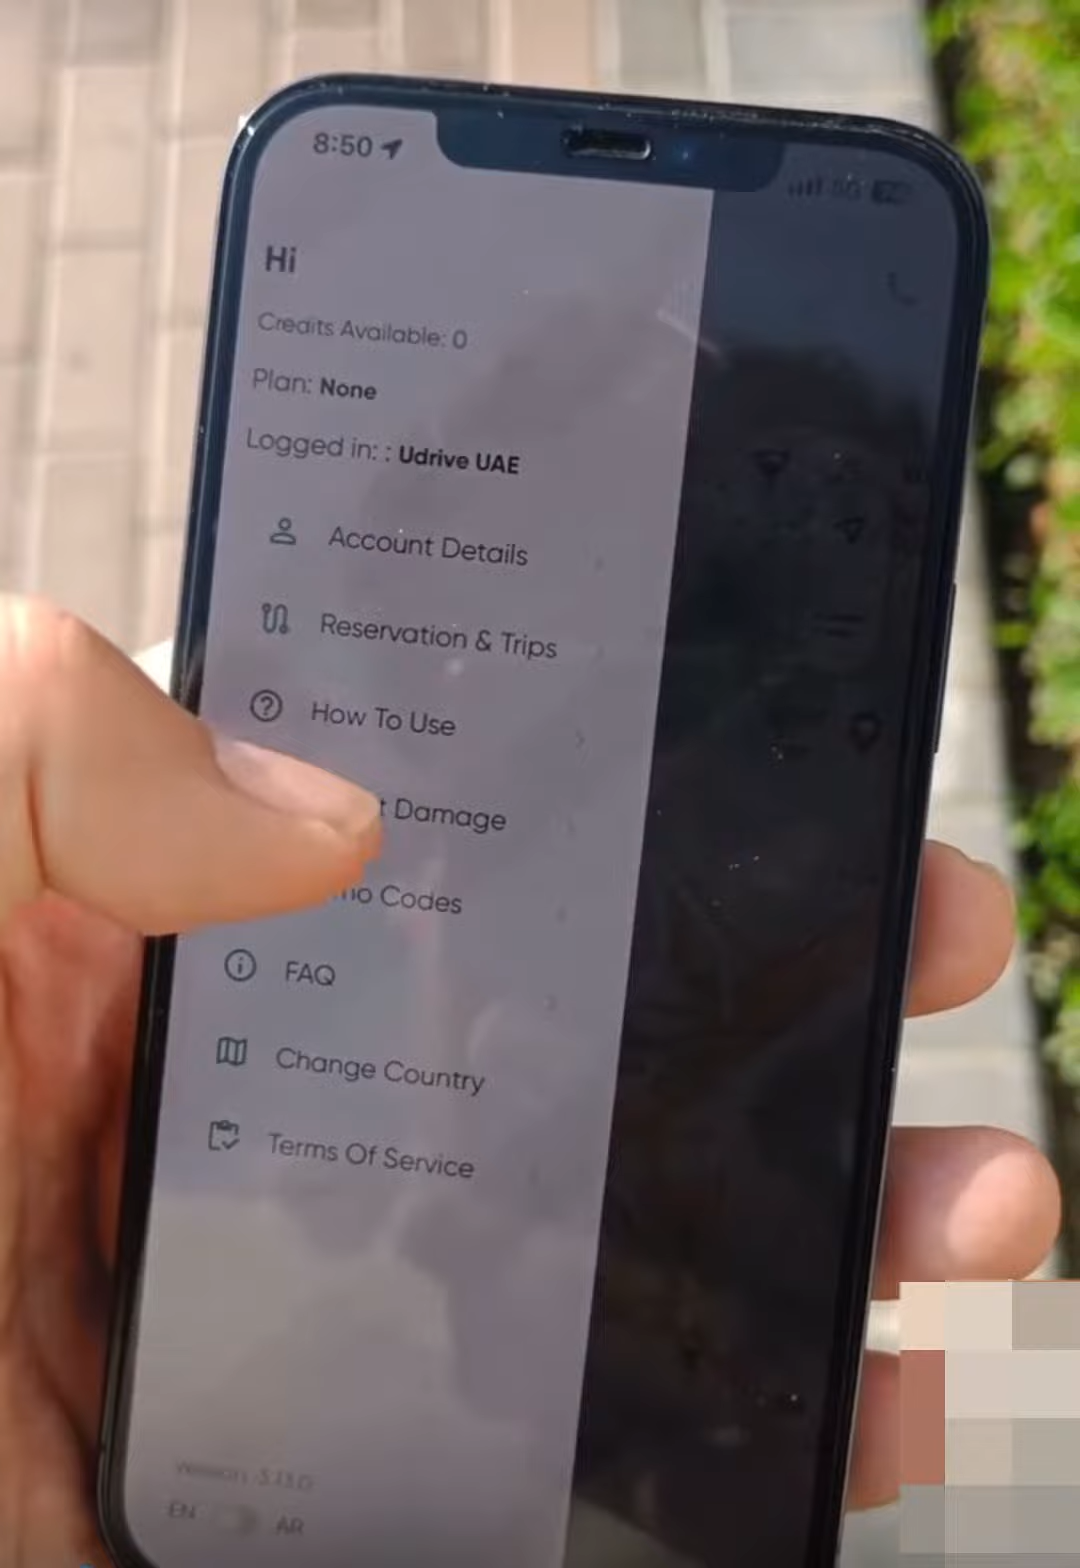 8:50
Hi
Credits Available: 0
Plan: None
Logged in: : Udrive UAE
Account Details
Reservation & Trips
How To Use
Damage
Codes
FAQ
Change Country
Terms Of Service
EN AR